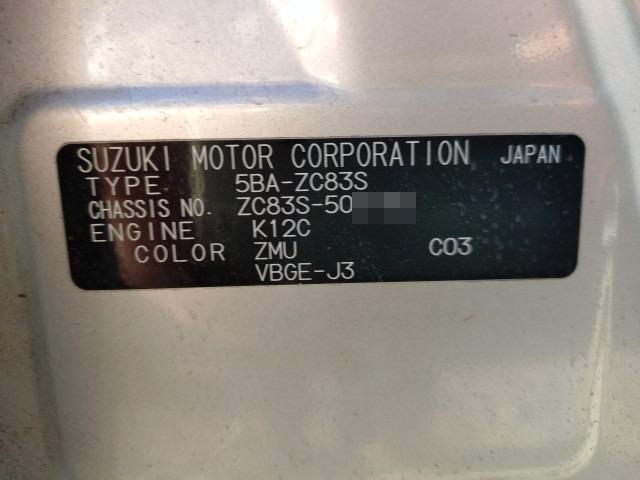 SUZUKI MOTOR CORPORATION JAPAN
TYPE 5BA-ZC83S
CHASSIS NO. ZC83S-50
ENGINE K12C
COLOR ZMU C03
VBGE-J3